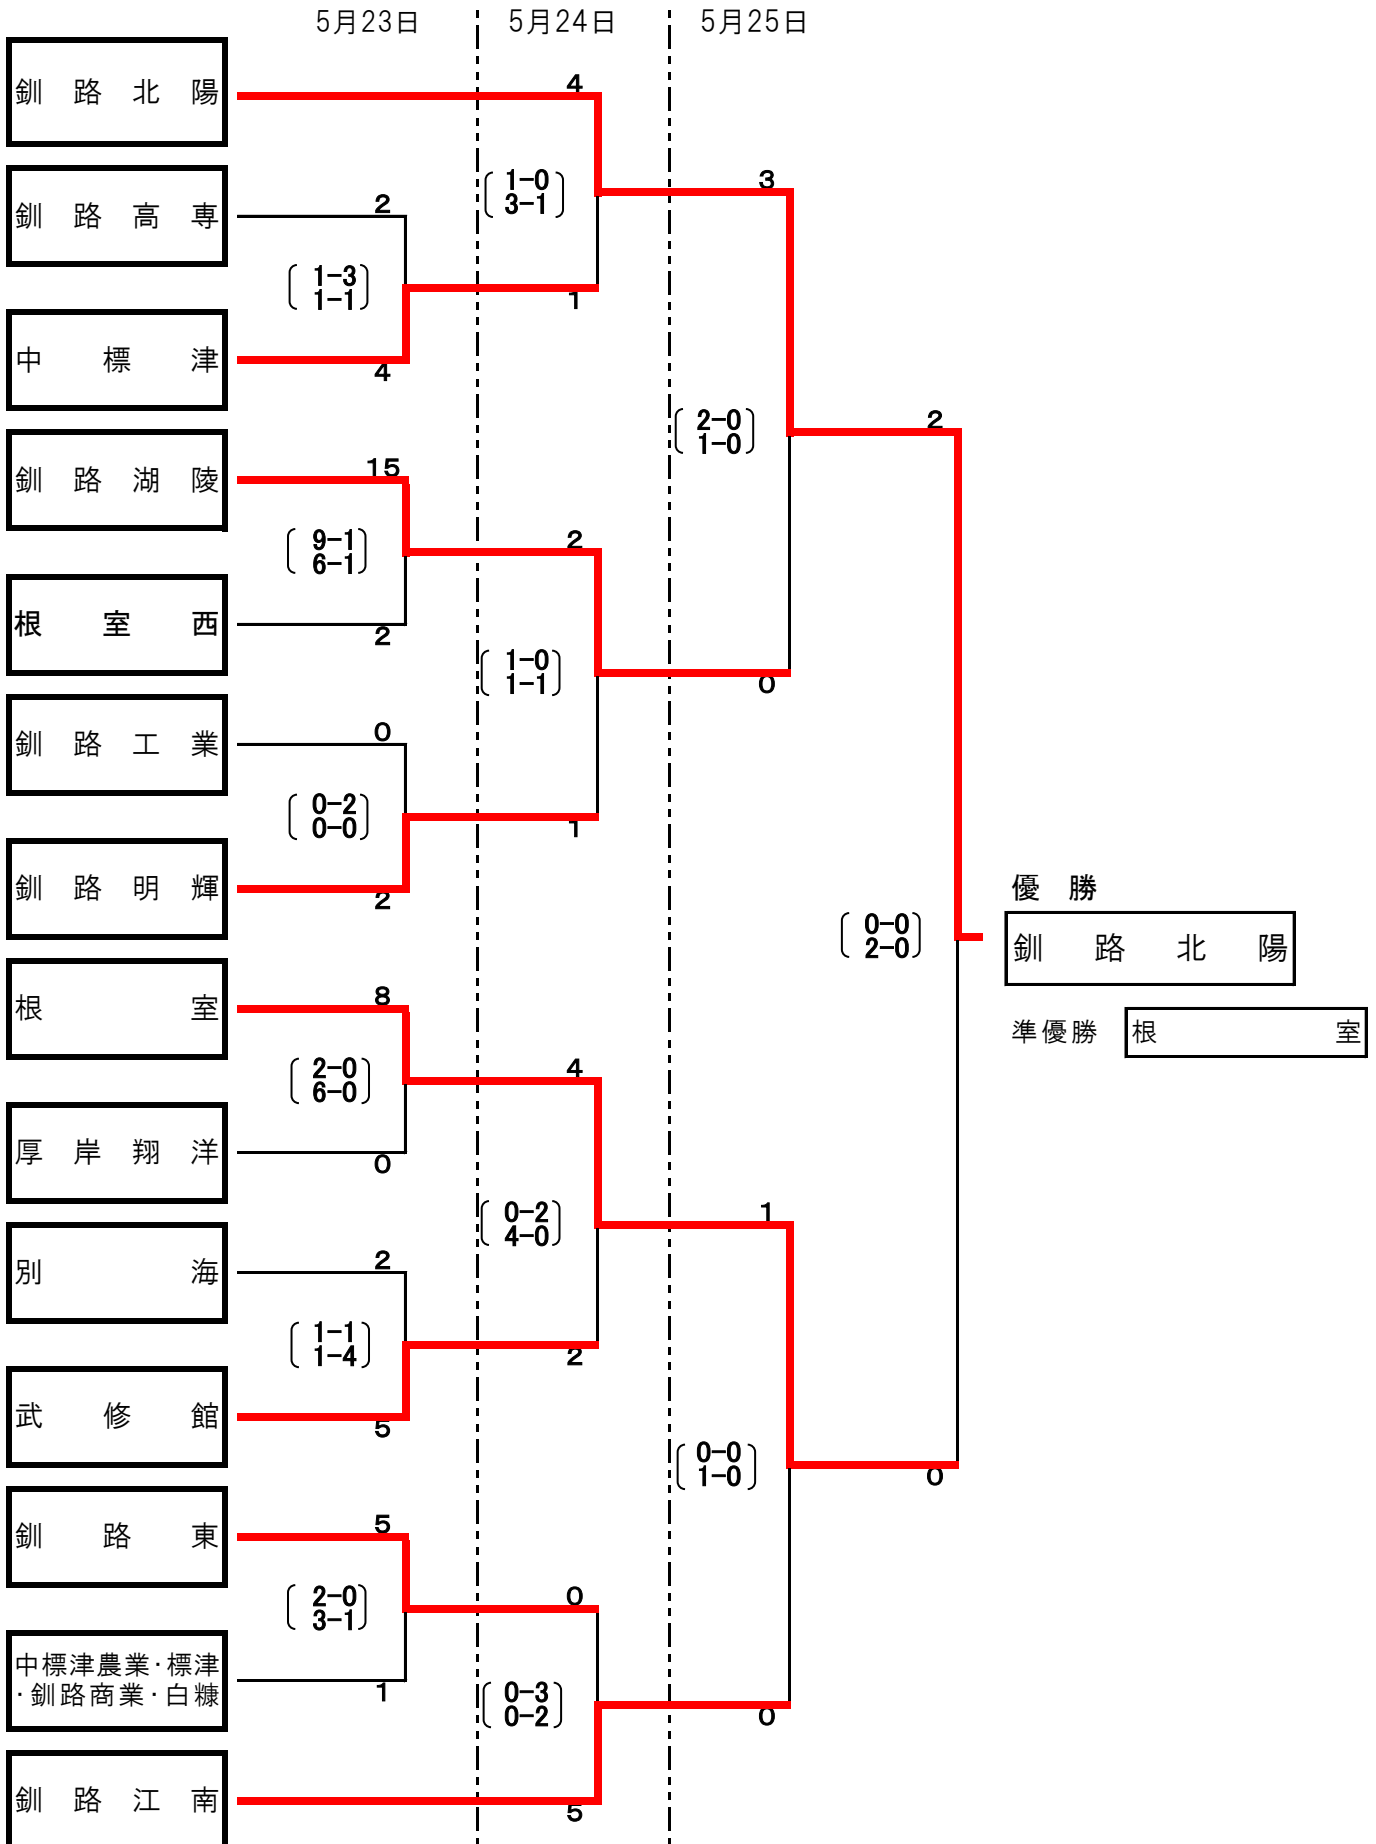 5月23日 5月24日 5月25日
釧路北陽
4
1-0
3-1
3
釧路高専
2
1-3
1-1
1
中標津
4
2-0
1-0
2
釧路湖陵
15
9-1
6-1
2
根室西
2
1-0
1-1
0
釧路工業
0
0-2
0-0
1
釧路明輝
2
優勝
0-0
2-0
釧路北陽
準優勝 根室
根室
8
2-0
6-0
4
厚岸翔洋
0
0-2
4-0
1
別海
2
1-1
1-4
2
武修館
5
0-0
1-0
0
釧路東
5
2-0
3-1
0
中標津農業・標津
・釧路商業・白糠
1
0-3
0-2
0
釧路江南
5